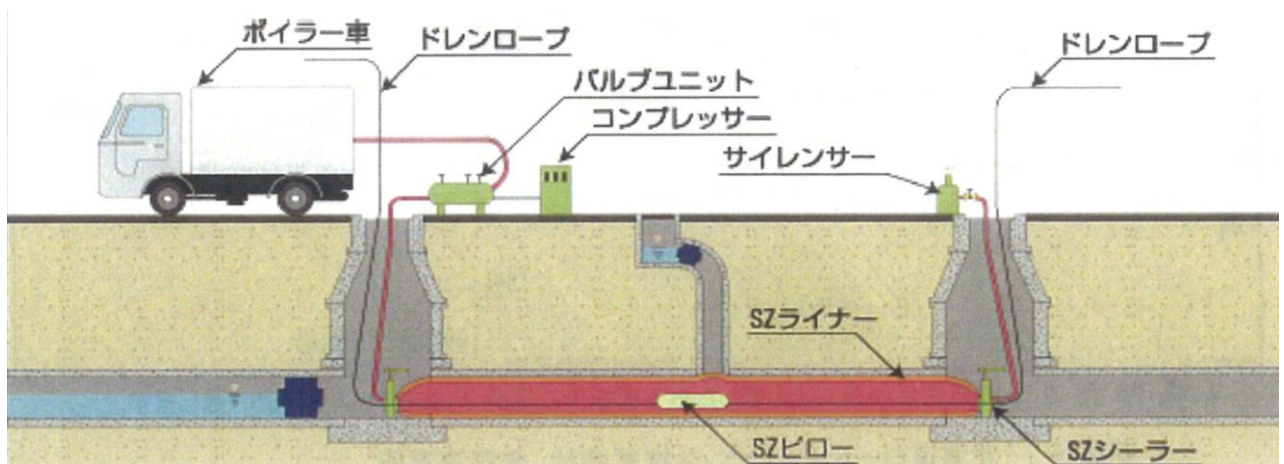 ボイラー車
ドレンロープ
ドレンロープ
バルブユニット
コンプレッサー
サイレンサー
SZライナー
SZピロー
SZシーラー